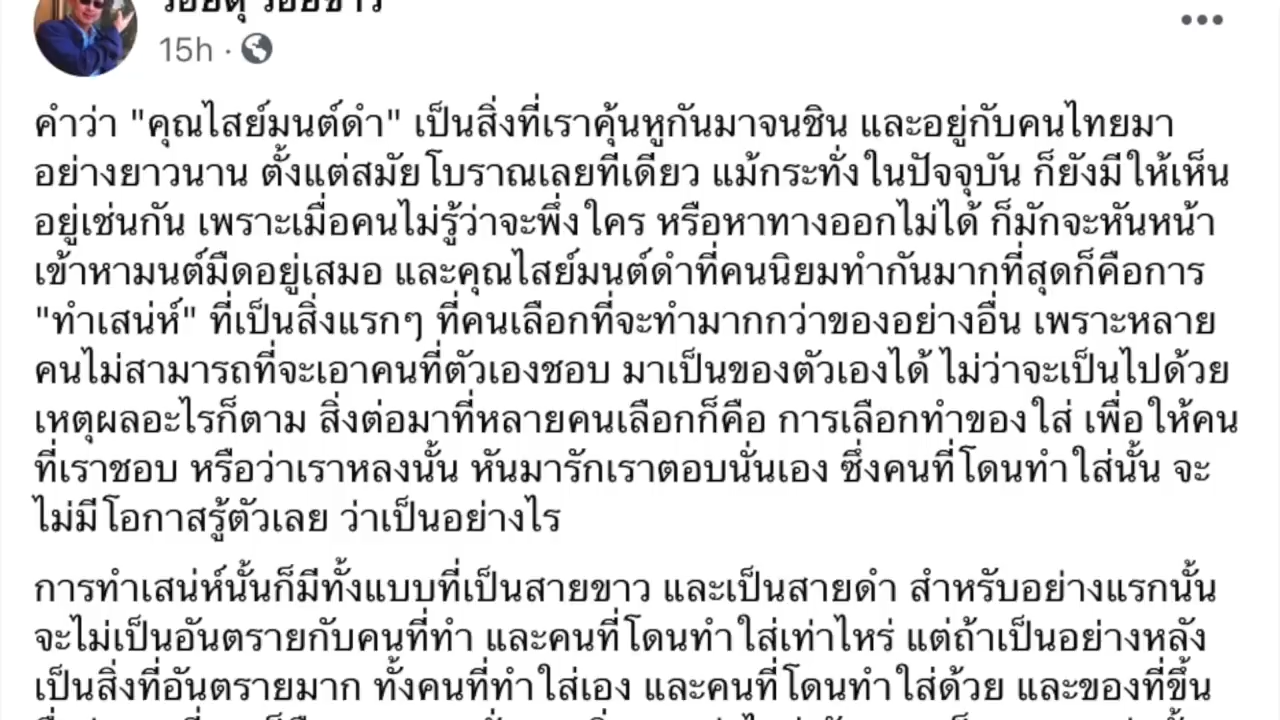 15h ·
คำว่า "คุณไสย์มนต์ดำ" เป็นสิ่งที่เราคุ้นหูกันมาจนชิน และอยู่กับคนไทยมา
อย่างยาวนาน ตั้งแต่สมัยโบราณเลยทีเดียว แม้กระทั่งในปัจจุบัน ก็ยังมีให้เห็น
อยู่เช่นกัน เพราะเมื่อคนไม่รู้ว่าจะพึ่งใคร หรือหาทางออกไม่ได้ ก็มักจะหันหน้า
เข้าหามนต์มืดอยู่เสมอ และคุณไสย์มนต์ดำที่คนนิยมทำกันมากที่สุดก็คือการ
"ทำเสน่ห์" ที่เป็นสิ่งแรกๆ ที่คนเลือกที่จะทำมากกว่าของอย่างอื่น เพราะหลาย
คนไม่สามารถที่จะเอาคนที่ตัวเองชอบ มาเป็นของตัวเองได้ ไม่ว่าจะเป็นไปด้วย
เหตุผลอะไรก็ตาม สิ่งต่อมาที่หลายคนเลือกก็คือ การเลือกทำของใส่ เพื่อให้คน
ที่เราชอบ หรือว่าเราหลงนั้น หันมารักเราตอบนั่นเอง ซึ่งคนที่โดนทำใส่นั้น จะ
ไม่มีโอกาสรู้ตัวเลย ว่าเป็นอย่างไร
การทำเสน่ห์นั้นก็มีทั้งแบบที่เป็นสายขาว และเป็นสายดำ สำหรับอย่างแรกนั้น
จะไม่เป็นอันตรายกับคนที่ทำ และคนที่โดนทำใส่เท่าไหร่ แต่ถ้าเป็นอย่างหลัง
เป็นสิ่งที่อันตรายมาก ทั้งคนที่ทำใส่เอง และคนที่โดนทำใส่ด้วย และของที่ขึ้น